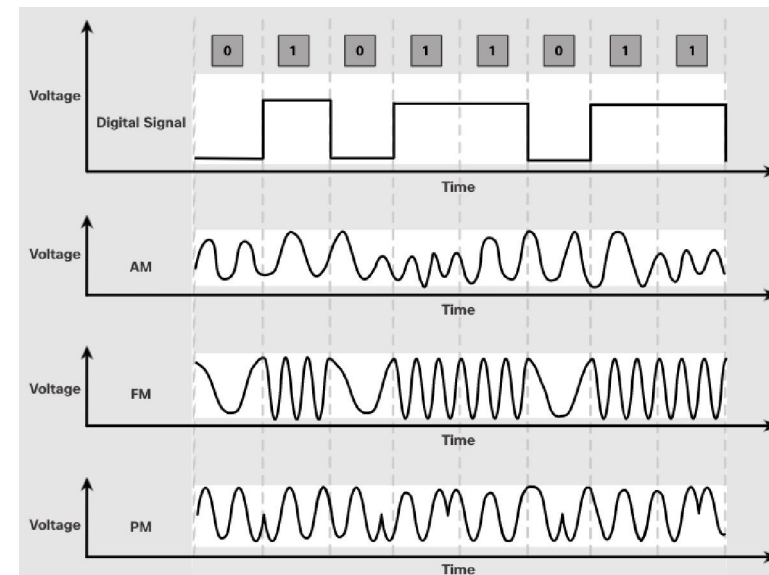 0 1 0 1 1 0 1 1
Voltage
Digital Signal
Time
Voltage
AM
Time
Voltage
FM
Time
Voltage
PM
Time